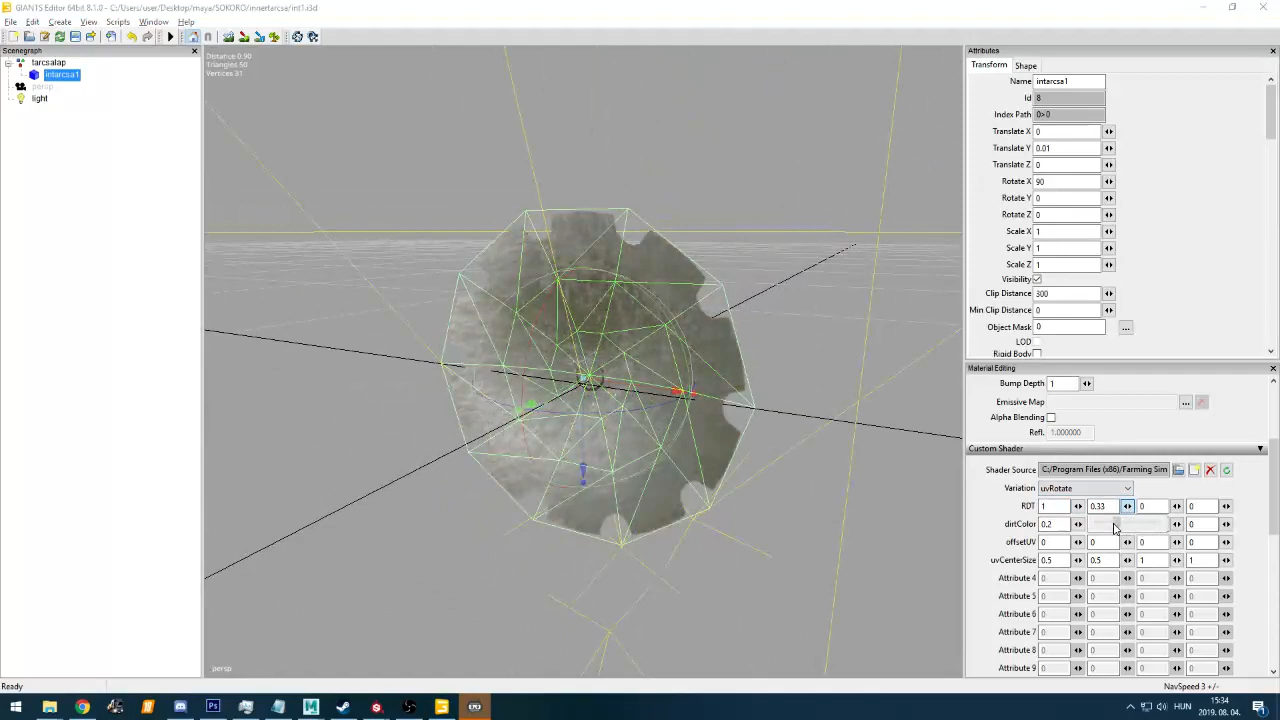 GIANTS Editor 64bit 8.1.0 - C:/Users/user/Desktop/maya/SOKORO/innertarcsa/int1.i3d
File Edit Create View Scripts Window Help
Scenegraph
tarcsalap
intarcsa1
persp
light
Distance 0.90
Triangles 50
Vertices 31
persp
Attributes
Transform Shape
Name intarcsa1
Id 8
Index Path 0>0
Translate X 0
Translate Y 0.01
Translate Z 0
Rotate X 90
Rotate Y 0
Rotate Z 0
Scale X 1
Scale Y 1
Scale Z 1
Visibility
Clip Distance 300
Min Clip Distance 0
Object Mask 0 ...
LOD
Rigid Body
Material Editing
Bump Depth 1
Emissive Map ...
Alpha Blending
Refl. 1.000000
Custom Shader
Shader Source C:/Program Files (x86)/Farming Sim
Variation uvRotate
RDT 1 0.33 0 0
dirtColor 0.2 0
offsetUV 0 0 0 0
uvCenterSize 0.5 0.5 1 1
Attribute 4 0 0 0 0
Attribute 5 0 0 0 0
Attribute 6 0 0 0 0
Attribute 7 0 0 0 0
Attribute 8 0 0 0 0
Attribute 9 0 0 0 0
Ready NavSpeed 3 +/-
HUN 15:34
2019. 08. 04.